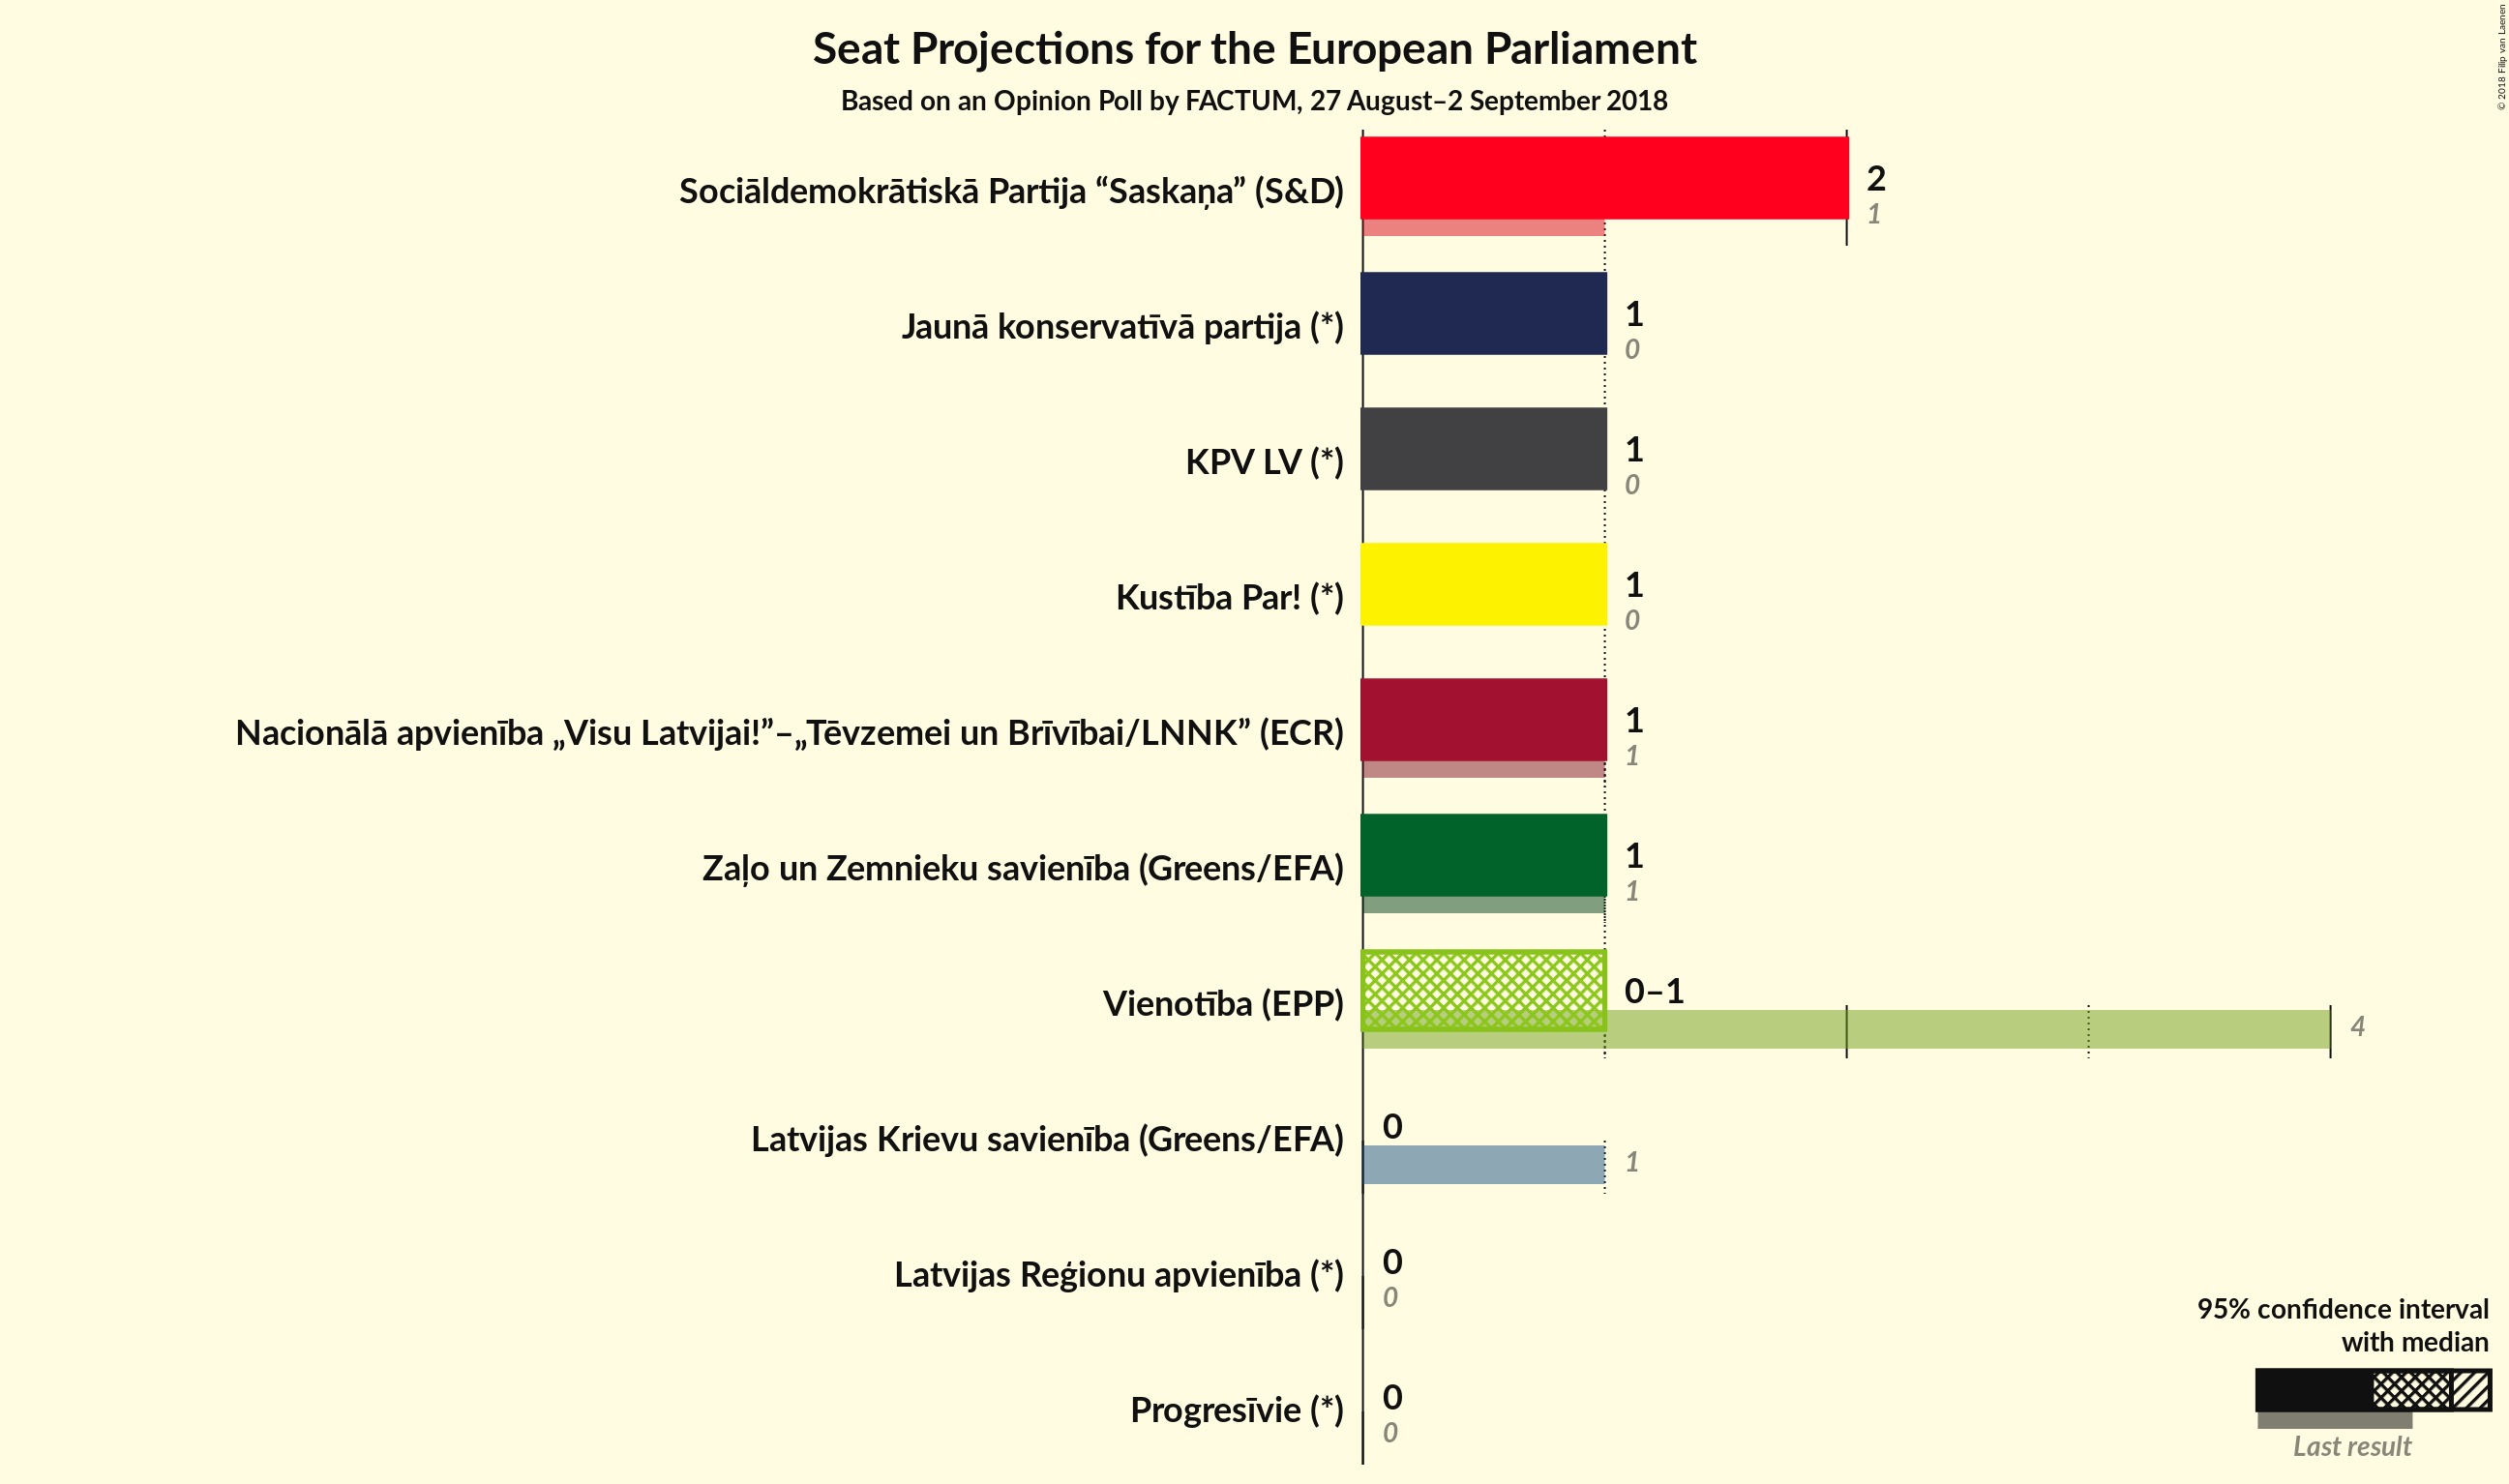 Seat Projections for the European Parliament
Based on an Opinion Poll by FACTUM, 27 August–2 September 2018
© 2018 Filip van Laenen
Sociāldemokrātiskā Partija “Saskaņa” (S&D)
2
1
Jaunā konservatīvā partija (*)
1
0
KPV LV (*)
1
0
Kustība Par! (*)
1
0
Nacionālā apvienība „Visu Latvijai!”–„Tēvzemei un Brīvībai/LNNK” (ECR)
1
1
Zaļo un Zemnieku savienība (Greens/EFA)
1
1
Vienotība (EPP)
0–1
4
Latvijas Krievu savienība (Greens/EFA)
0
1
Latvijas Reģionu apvienība (*)
0
0
Progresīvie (*)
0
0
95% confidence interval
with median
Last result